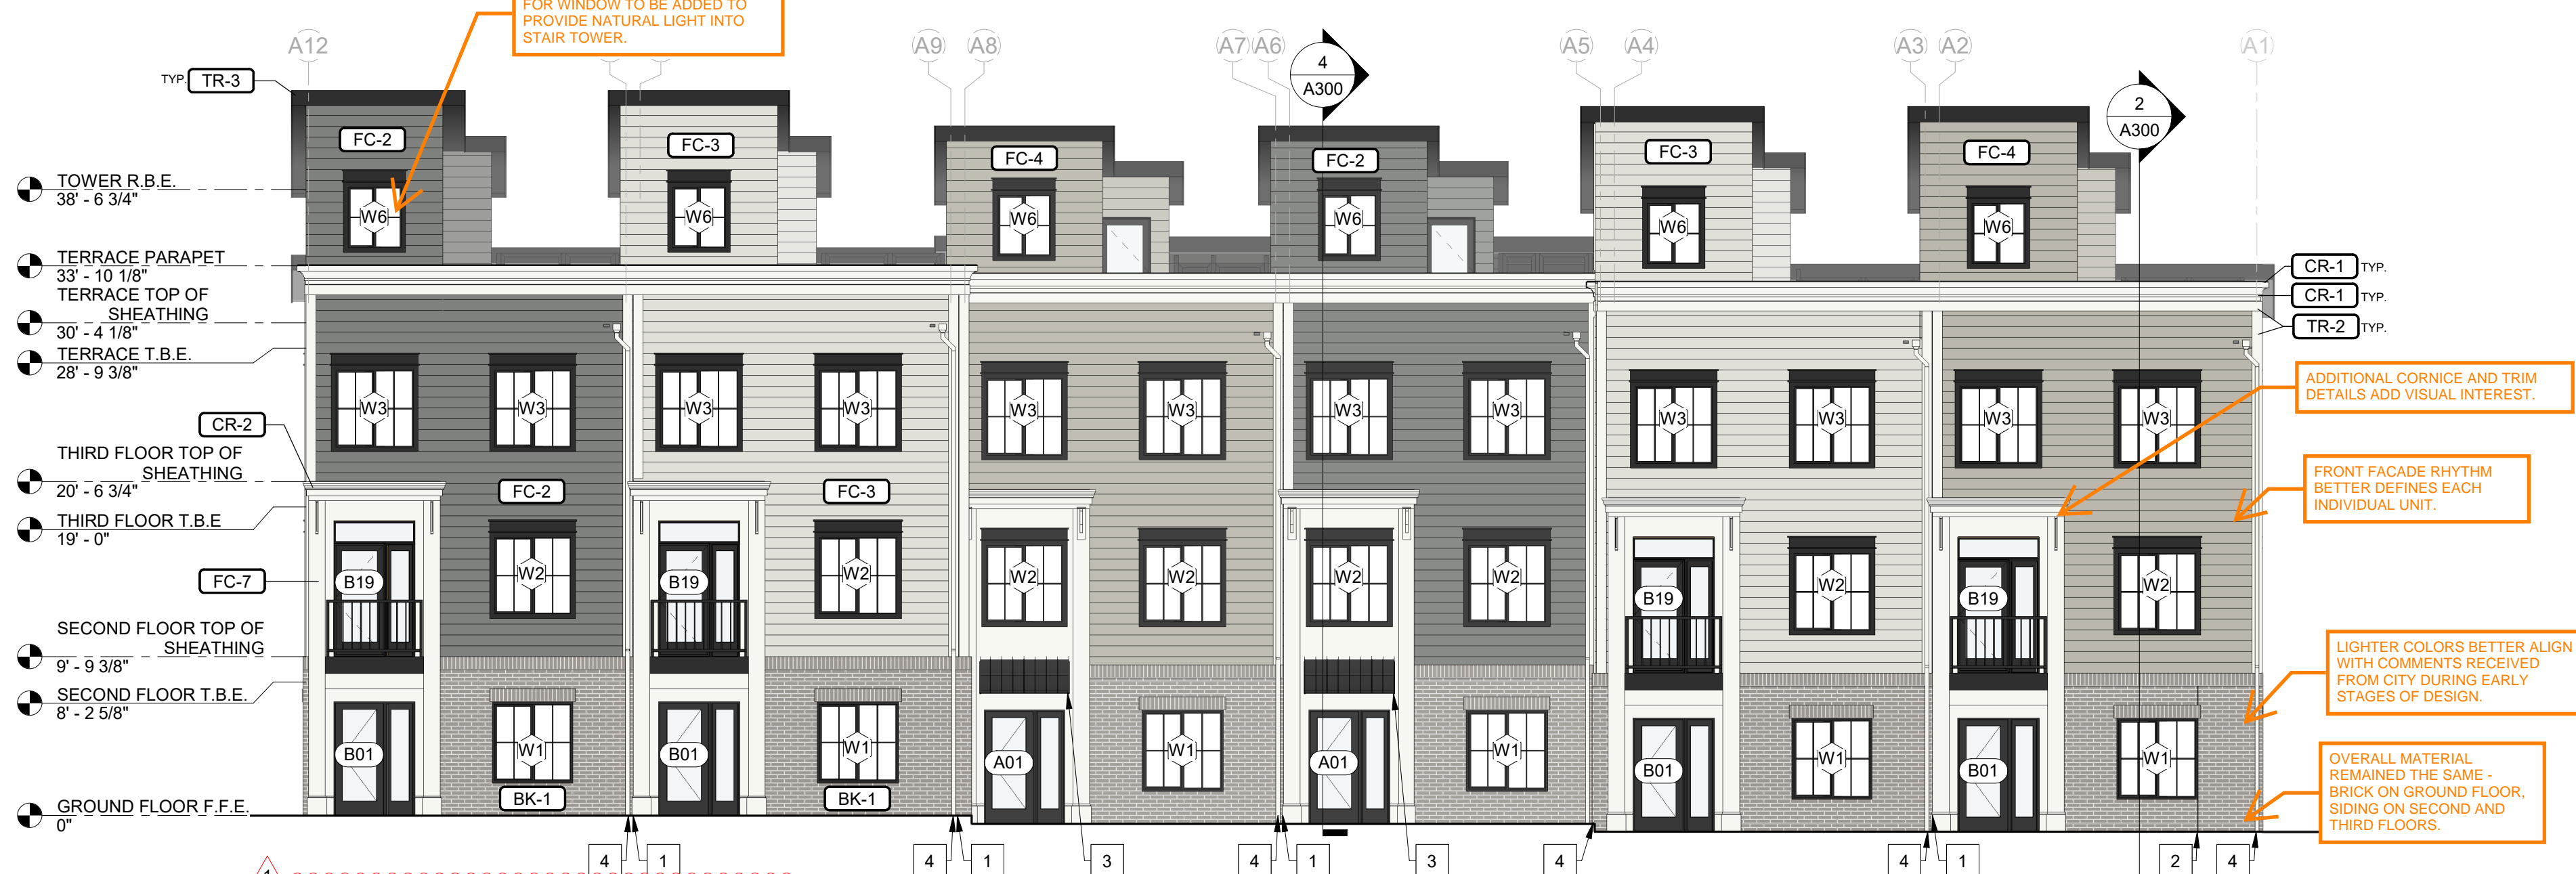 FOR WINDOW TO BE ADDED TO
PROVIDE NATURAL LIGHT INTO
STAIR TOWER.
A12
A9
A8
A7
A6
A5
A4
A3
A2
A1
4
A300
2
A300
TYP. TR-3
FC-2
FC-3
FC-4
FC-2
FC-3
FC-4
W6
W6
W6
W6
W6
W6
TOWER R.B.E.
38' - 6 3/4"
TERRACE PARAPET
33' - 10 1/8"
TERRACE TOP OF
SHEATHING
30' - 4 1/8"
TERRACE T.B.E.
28' - 9 3/8"
CR-2
THIRD FLOOR TOP OF
SHEATHING
20' - 6 3/4"
THIRD FLOOR T.B.E
19' - 0"
FC-7
SECOND FLOOR TOP OF
SHEATHING
9' - 9 3/8"
SECOND FLOOR T.B.E.
8' - 2 5/8"
GROUND FLOOR F.F.E.
0"
CR-1 TYP.
CR-1 TYP.
TR-2 TYP.
W3
W3
W3
W3
W3
W3
W3
W3
W3
W3
W3
W3
FC-2
FC-3
B19
W2
B19
W2
W2
W2
W2
W2
B19
W2
B19
W2
B01
W1
B01
W1
A01
W1
A01
W1
B01
W1
B01
W1
BK-1
BK-1
ADDITIONAL CORNICE AND TRIM
DETAILS ADD VISUAL INTEREST.
FRONT FACADE RHYTHM
BETTER DEFINES EACH
INDIVIDUAL UNIT.
LIGHTER COLORS BETTER ALIGN
WITH COMMENTS RECEIVED
FROM CITY DURING EARLY
STAGES OF DESIGN.
OVERALL MATERIAL
REMAINED THE SAME -
BRICK ON GROUND FLOOR,
SIDING ON SECOND AND
THIRD FLOORS.
4
1
4
1
3
4
1
3
4
4
1
2
4